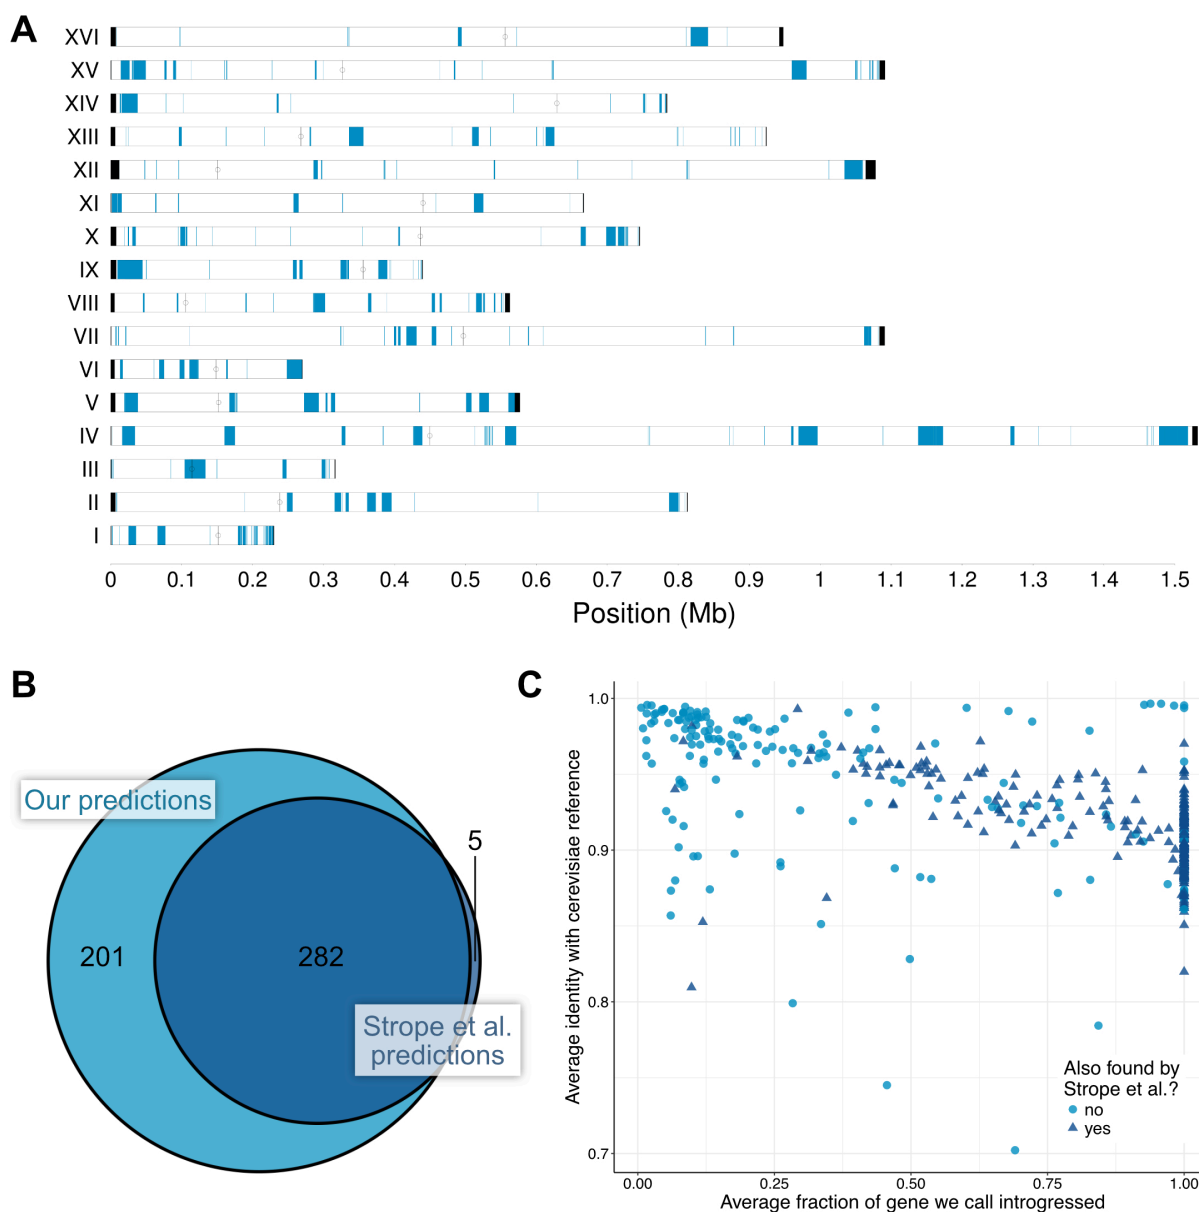 A
XVI
XV
XIV
XIII
XII
XI
X
IX
VIII
VII
VI
V
IV
III
II
I
0 0.1 0.2 0.3 0.4 0.5 0.6 0.7 0.8 0.9 1 1.1 1.2 1.3 1.4 1.5
Position (Mb)
B
Our predictions
5
201
282
Strope et al.
predictions
C
Average identity with cerevisiae reference
1.0
0.9
0.8
0.7
Also found by
Strope et al.?
no
yes
0.00 0.25 0.50 0.75 1.00
Average fraction of gene we call introgressed